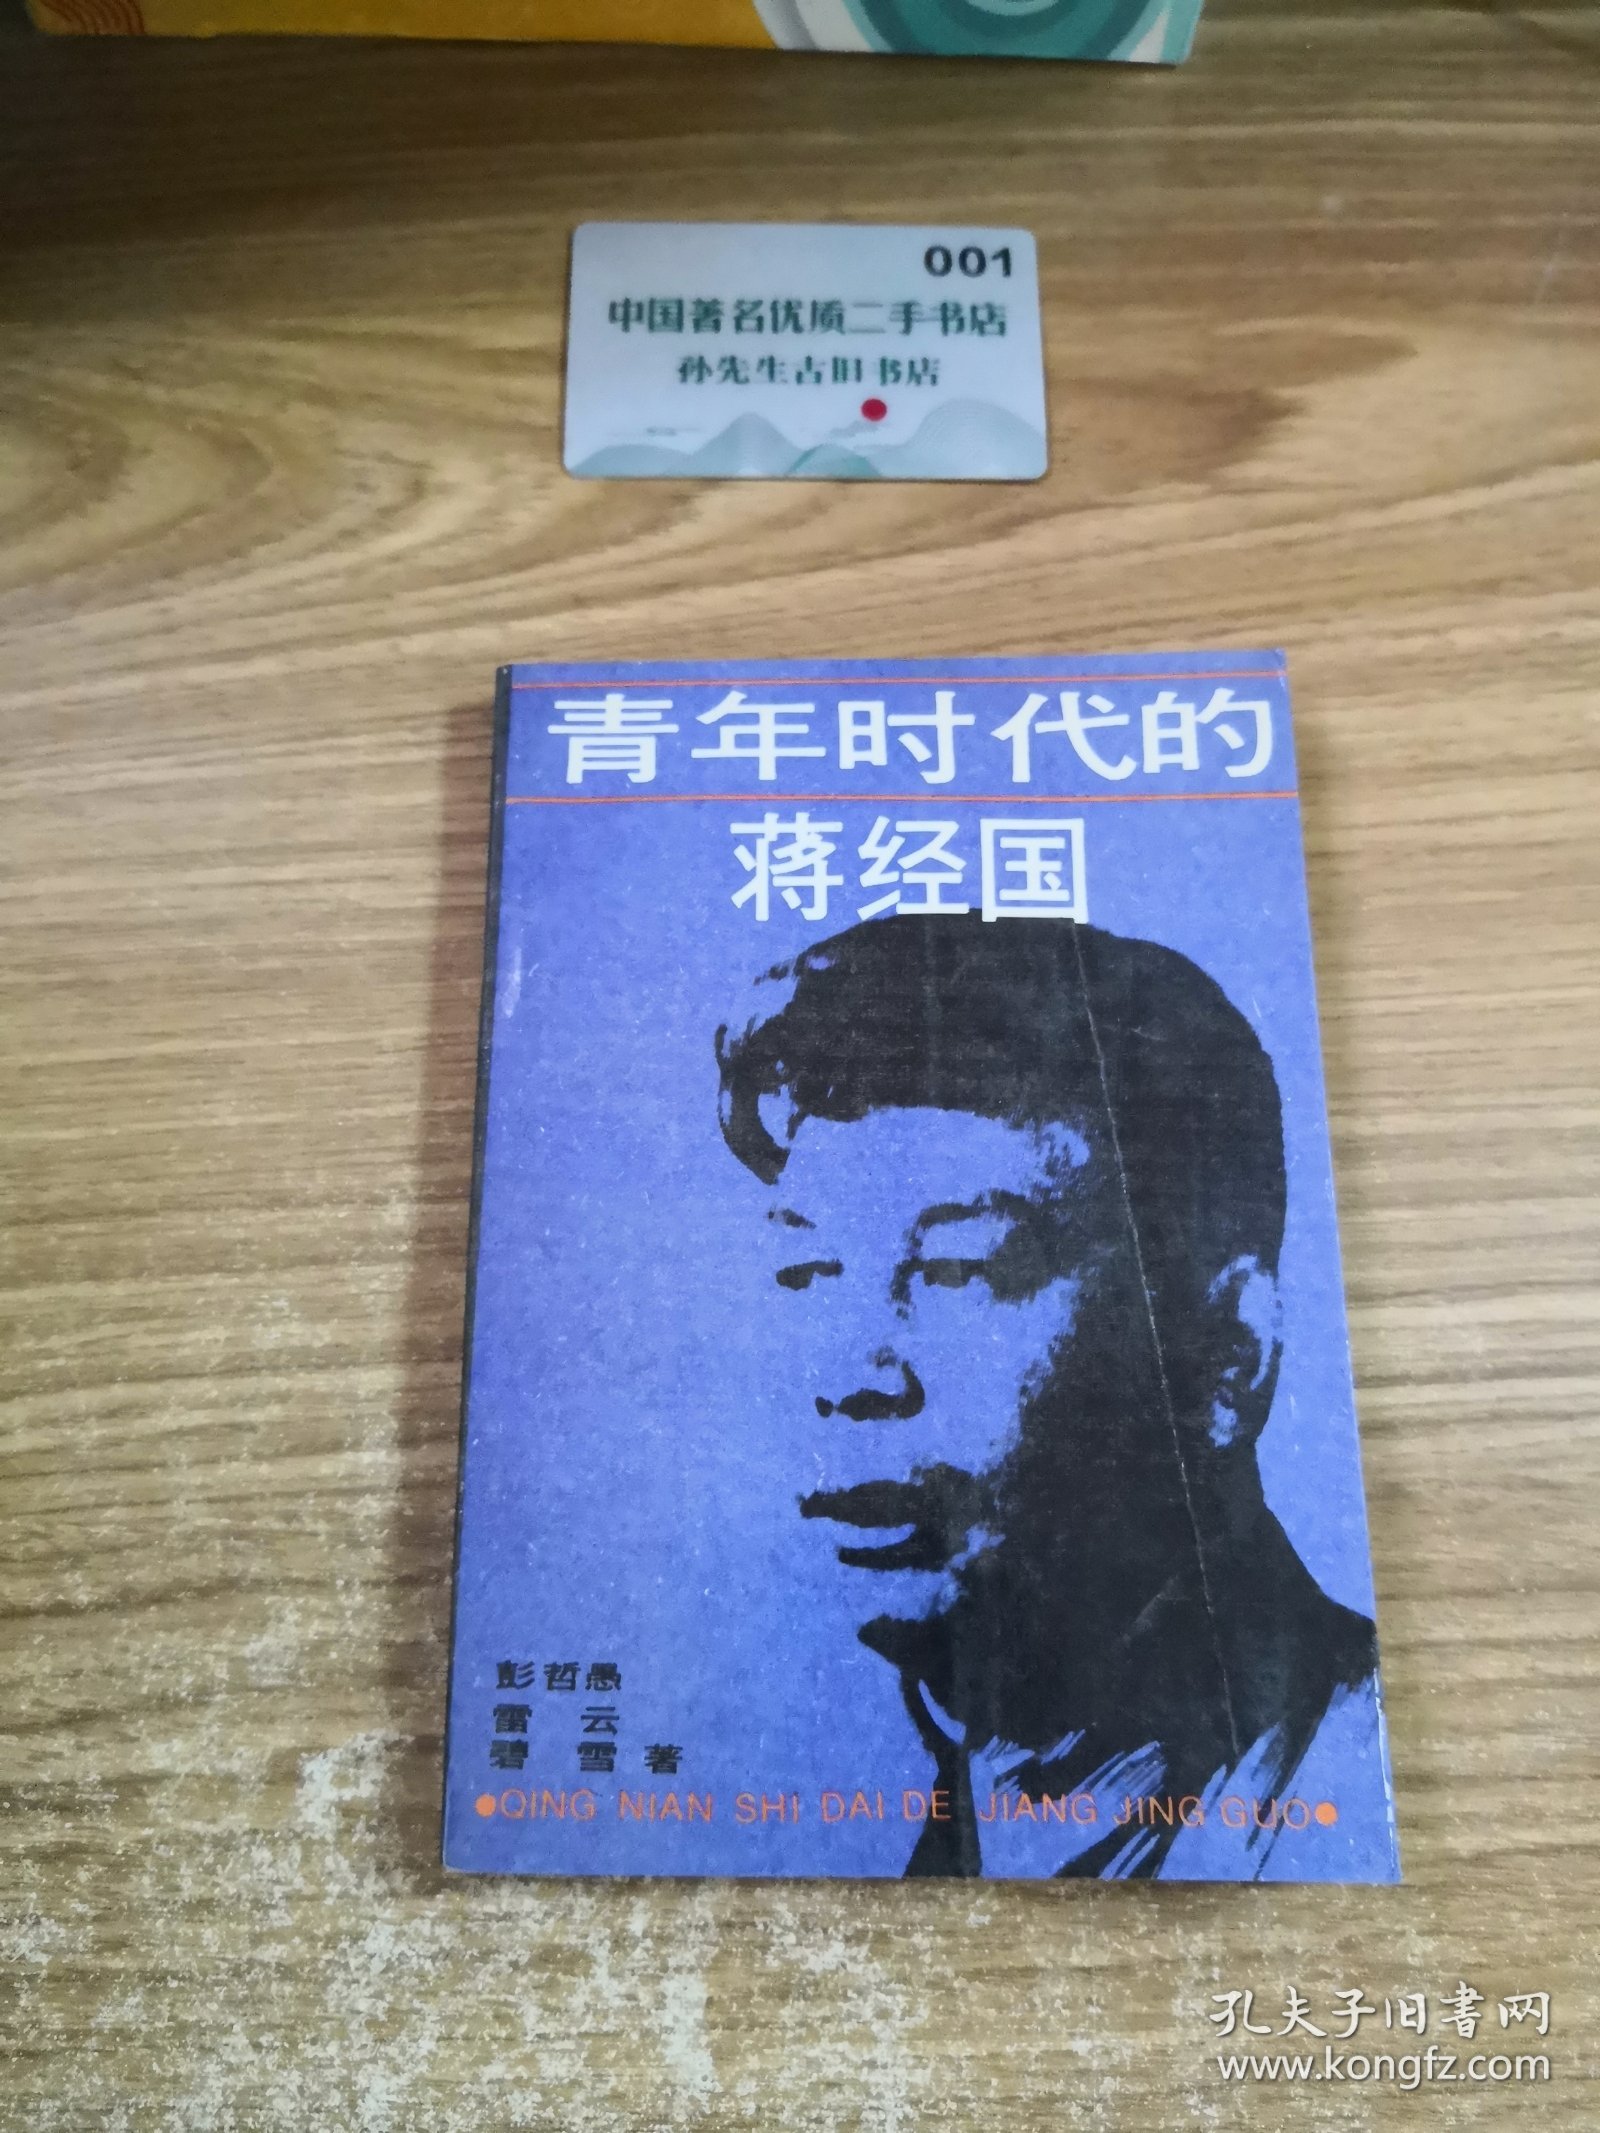 001
中国著名优质二手书店
孙先生古旧书店
青年时代的
蒋经国
彭哲愚
雷 云
碧 雪 著
●QING NIAN SHI DAI DE JIANG JING GUO●
孔夫子旧书网
www.kongfz.com